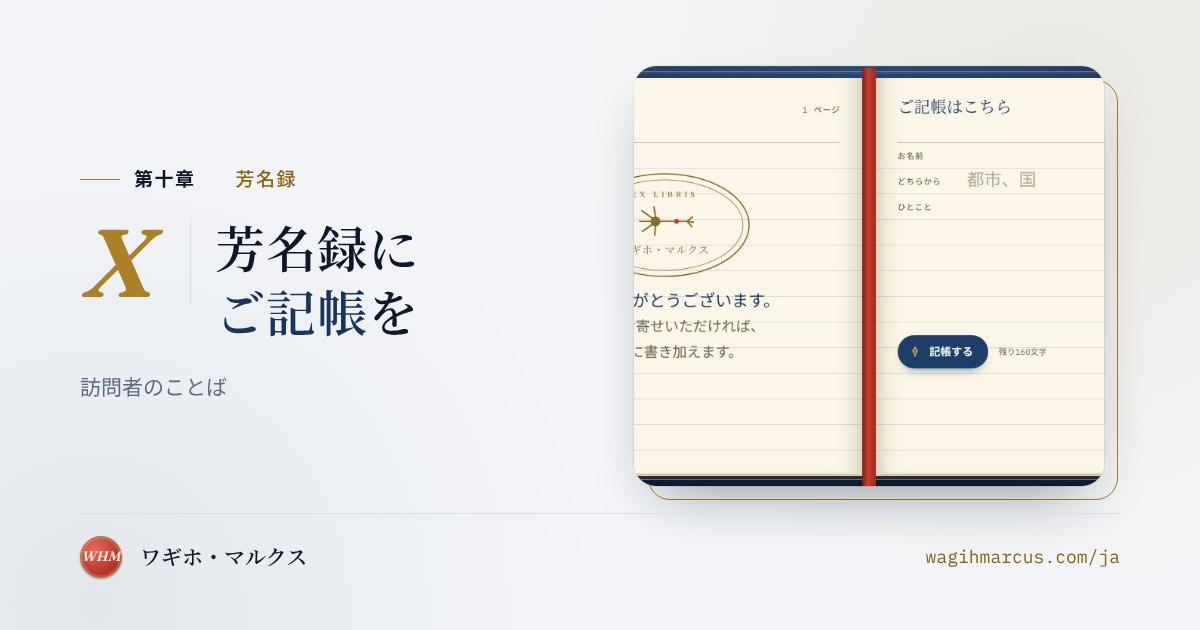 第十章 芳名録
X
芳名録に
ご記帳を
訪問者のことば
1 ページ
EX LIBRIS
ギホ・マルクス
がとうございます。
寄せいただければ、
に書き加えます。
ご記帳はこちら
お名前
どちらから 都市、国
ひとこと
記帳する 残り160文字
WHM
ワギホ・マルクス
wagihmarcus.com/ja